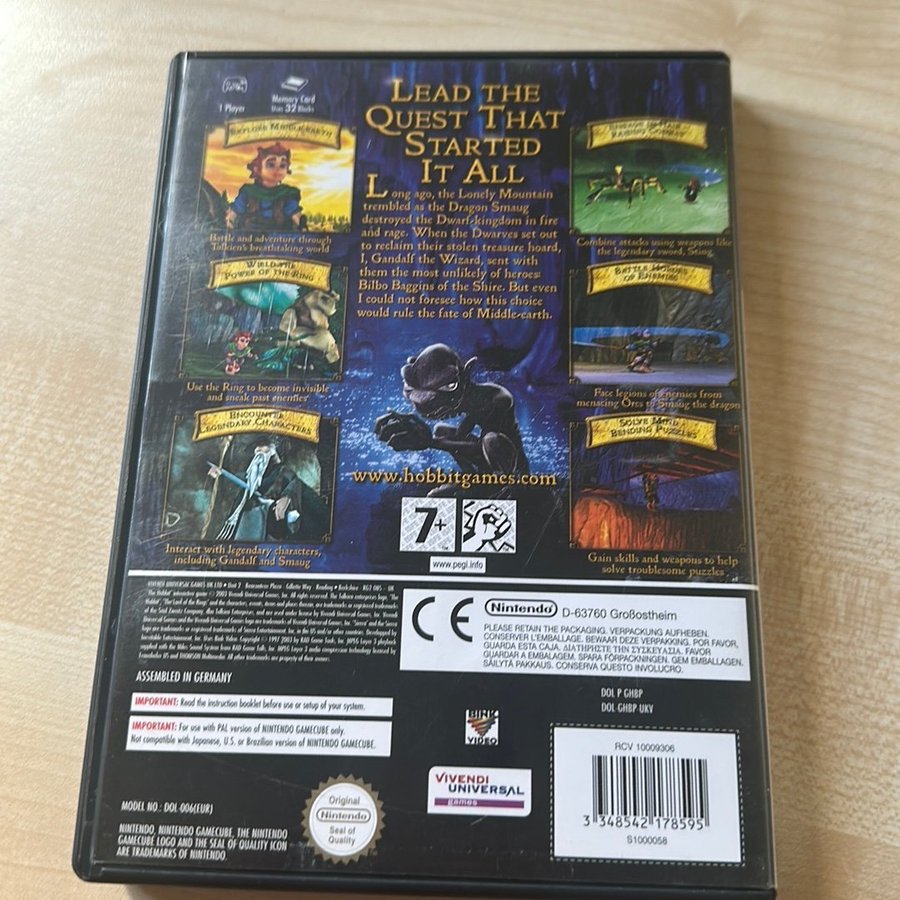 1 Player
Memory Card
Uses 32 Blocks
LEAD THE
QUEST THAT
STARTED
IT ALL
Long ago, the Lonely Mountain
trembled as the Dragon Smaug
destroyed the Dwarf-kingdom in fire
and rage. When the Dwarves set out
to reclaim their stolen treasure hoard,
I, Gandalf the Wizard, sent with
them the most unlikely of heroes:
Bilbo Baggins of the Shire. But even
I could not foresee how this choice
would rule the fate of Middle-earth.
EXPLORE MIDDLE-EARTH
Battle and adventure through
Tolkien's breathtaking world
WIELD THE
POWER OF THE RING
Use the Ring to become invisible
and sneak past enemies
ENCOUNTER
LEGENDARY CHARACTERS
Interact with legendary characters,
including Gandalf and Smaug
ENGAGE IN HAIR
RAISING COMBAT
Combine attacks using weapons like
the legendary sword, Sting
BATTLE HORDES
OF ENEMIES
Face legions of enemies from
menacing Orcs to Smaug the dragon
SOLVE MIND
BENDING PUZZLES
Gain skills and weapons to help
solve troublesome puzzles
www.hobbitgames.com
7+
www.pegi.info
CE
Nintendo D-63760 Großostheim
PLEASE RETAIN THE PACKAGING. VERPACKUNG AUFHEBEN.
CONSERVER L'EMBALLAGE. BEWAAR DEZE VERPAKKING. POR FAVOR,
GUARDA ESTA CAJA. ΔΙΑΤΗΡΗΣΤΕ ΤΗΝ ΣΥΣΚΕΥΑΣΙΑ. FAVOR
GUARDAR A EMBALAGEM. SPARA FÖRPACKNINGEN. GEM EMBALLAGEN.
SÄILYTÄ PAKKAUS. CONSERVA QUESTO INVOLUCRO.
ASSEMBLED IN GERMANY
IMPORTANT: Read the instruction booklet before use or setup of your system.
IMPORTANT: For use with PAL version of NINTENDO GAMECUBE only.
Not compatible with Japanese, U.S. or Brazilian version of NINTENDO GAMECUBE.
DOL P GHBP
DOL-GHBP UKV
BINK
VIDEO
VIVENDI
UNIVERSAL
games
RCV 10009306
3 348542 178595
S1000058
MODEL NO.: DOL-006(EUR)
NINTENDO, NINTENDO GAMECUBE, THE NINTENDO
GAMECUBE LOGO AND THE SEAL OF QUALITY ICON
ARE TRADEMARKS OF NINTENDO.
Original
Nintendo
Seal of
Quality